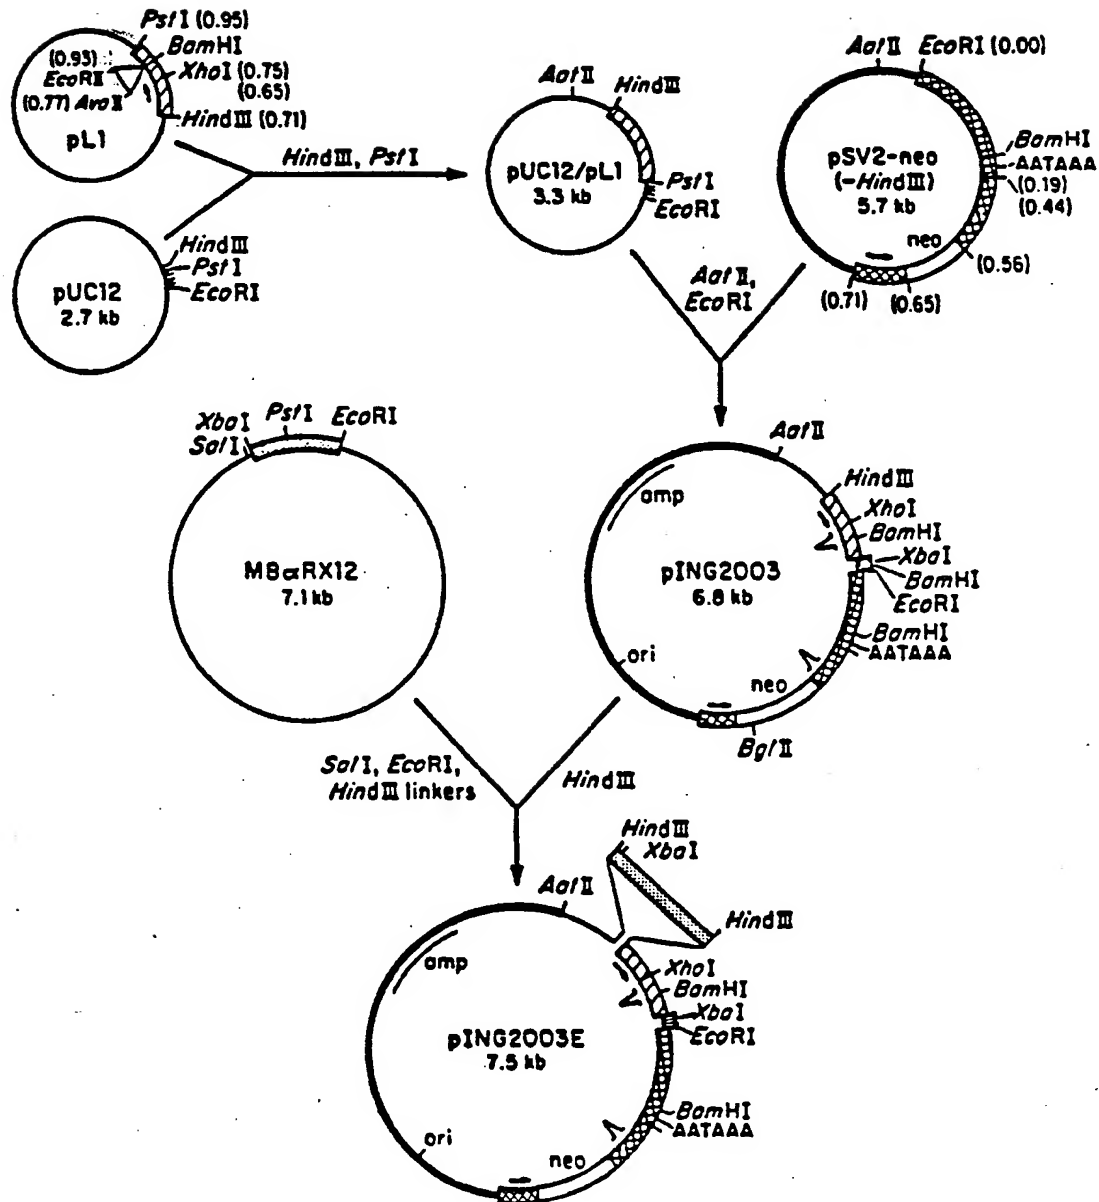 PstI (0.95)
BamHI
(0.93)
EcoRII
XhoI (0.75)
(0.65)
(0.77) AvaII
HindIII (0.71)
pL1
HindIII, PstI
pUC12
2.7 kb
HindIII
PstI
EcoRI
AatII
HindIII
pUC12/pL1
3.3 kb
PstI
EcoRI
AatII
EcoRI (0.00)
pSV2-neo
(-HindIII)
5.7 kb
BamHI
AATAAA
(0.19)
(0.44)
neo
(0.56)
(0.71)
(0.65)
AatII,
EcoRI
XbaI
SalI
PstI
EcoRI
M8αRX12
7.1 kb
AatII
HindIII
amp
XhoI
BamHI
XbaI
BamHI
EcoRI
pING2003
6.8 kb
BamHI
AATAAA
ori
neo
BglII
SalI, EcoRI,
HindIII linkers
HindIII
HindIII
XbaI
AatII
HindIII
amp
XhoI
BamHI
XbaI
EcoRI
pING2003E
7.5 kb
BamHI
AATAAA
ori
neo